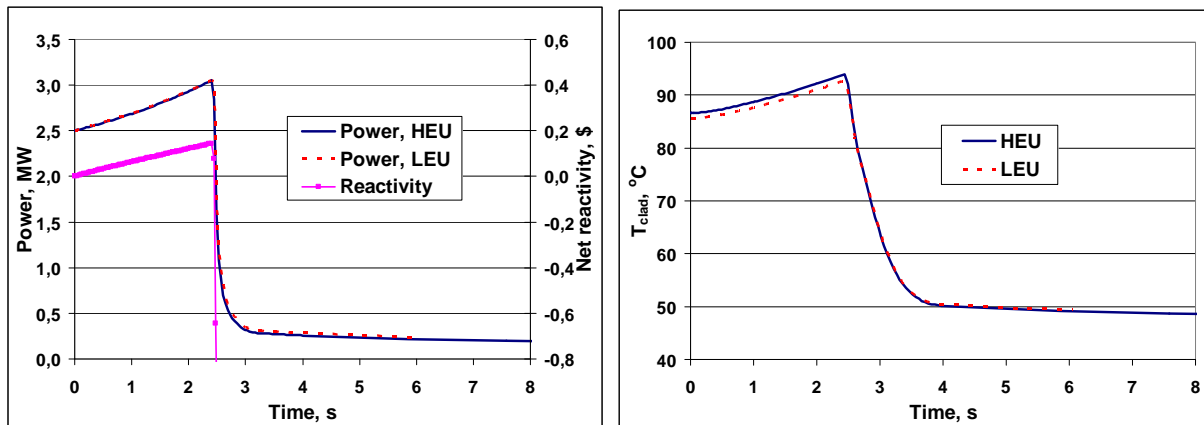 3,5
3,0
2,5
2,0
1,5
1,0
0,5
0,0
Power, MW
0,6
0,4
0,2
0,0
-0,2
-0,4
-0,6
-0,8
Net reactivity, $
Power, HEU
Power, LEU
Reactivity
0 1 2 3 4 5 6 7 8
Time, s
100
90
80
70
60
50
40
T_clad, °C
HEU
LEU
0 1 2 3 4 5 6 7 8
Time, s